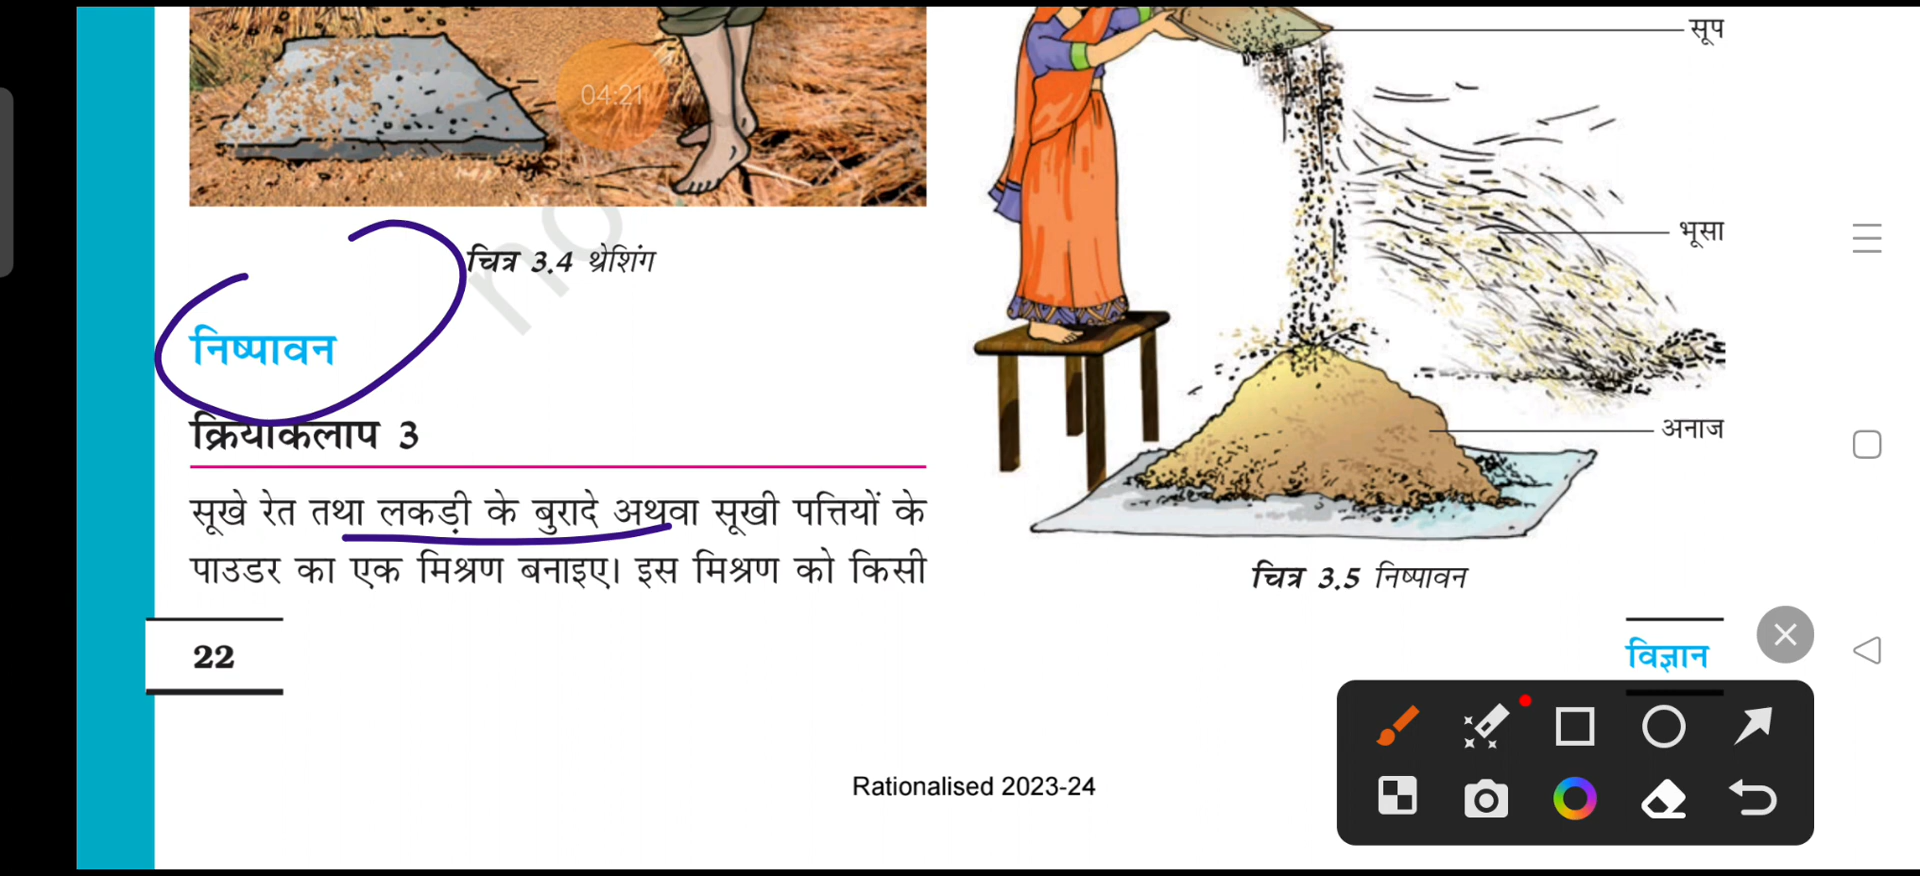 04:21
चित्र 3.4 थ्रेशिंग
निष्पावन
क्रियाकलाप 3
सूखे रेत तथा लकड़ी के बुरादे अथवा सूखी पत्तियों के
पाउडर का एक मिश्रण बनाइए। इस मिश्रण को किसी
22
सूप
भूसा
अनाज
चित्र 3.5 निष्पावन
विज्ञान
Rationalised 2023-24